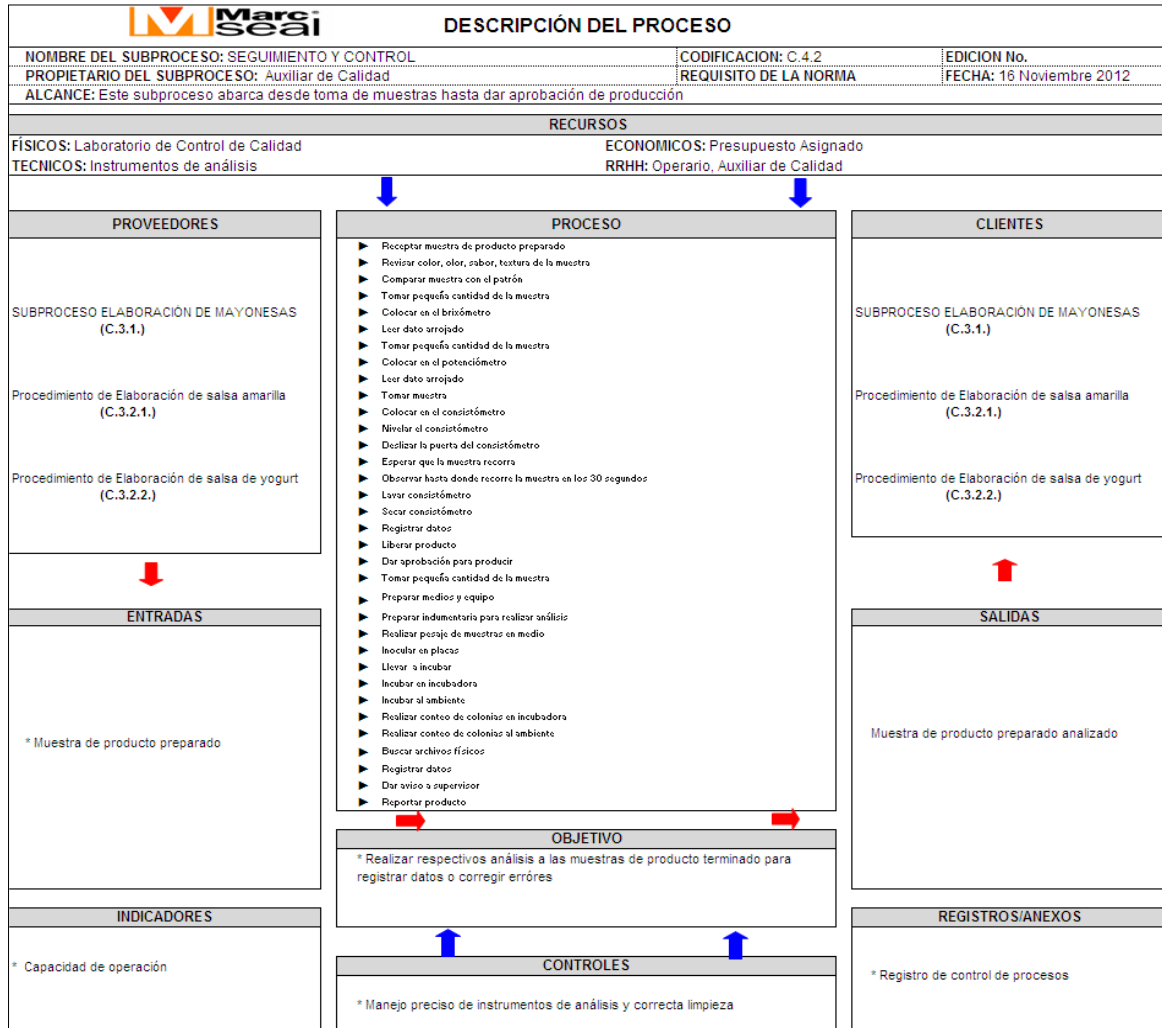 Marc
seal
DESCRIPCIÓN DEL PROCESO
NOMBRE DEL SUBPROCESO: SEGUIMIENTO Y CONTROL
CODIFICACION: C.4.2
EDICION No.
PROPIETARIO DEL SUBPROCESO: Auxiliar de Calidad
REQUISITO DE LA NORMA
FECHA: 16 Noviembre 2012
ALCANCE: Este subproceso abarca desde toma de muestras hasta dar aprobación de producción
RECURSOS
FÍSICOS: Laboratorio de Control de Calidad
ECONOMICOS: Presupuesto Asignado
TECNICOS: Instrumentos de análisis
RRHH: Operario, Auxiliar de Calidad
PROVEEDORES
SUBPROCESO ELABORACIÓN DE MAYONESAS
(C.3.1.)
Procedimiento de Elaboración de salsa amarilla
(C.3.2.1.)
Procedimiento de Elaboración de salsa de yogurt
(C.3.2.2.)
PROCESO
Receptar muestra de producto preparado
Revisar color, olor, sabor, textura de la muestra
Comparar muestra con el patrón
Tomar pequeña cantidad de la muestra
Colocar en el brixómetro
Leer dato arrojado
Tomar pequeña cantidad de la muestra
Colocar en el potenciómetro
Leer dato arrojado
Tomar muestra
Colocar en el consistómetro
Nivelar el consistómetro
Deslizar la puerta del consistómetro
Esperar que la muestra recorra
Observar hasta donde recorre la muestra en los 30 segundos
Lavar consistómetro
Secar consistómetro
Registrar datos
Liberar producto
Dar aprobación para producir
Tomar pequeña cantidad de la muestra
Preparar medios y equipo
Preparar indumentaria para realizar análisis
Realizar pesaje de muestras en medio
Inocular en placas
Llevar a incubar
Incubar en incubadora
Incubar al ambiente
Realizar conteo de colonias en incubadora
Realizar conteo de colonias al ambiente
Buscar archivos físicos
Registrar datos
Dar aviso a supervisor
Reportar producto
CLIENTES
SUBPROCESO ELABORACIÓN DE MAYONESAS
(C.3.1.)
Procedimiento de Elaboración de salsa amarilla
(C.3.2.1.)
Procedimiento de Elaboración de salsa de yogurt
(C.3.2.2.)
ENTRADAS
* Muestra de producto preparado
SALIDAS
Muestra de producto preparado analizado
OBJETIVO
* Realizar respectivos análisis a las muestras de producto terminado para
registrar datos o corregir erróres
INDICADORES
* Capacidad de operación
CONTROLES
* Manejo preciso de instrumentos de análisis y correcta limpieza
REGISTROS/ANEXOS
* Registro de control de procesos